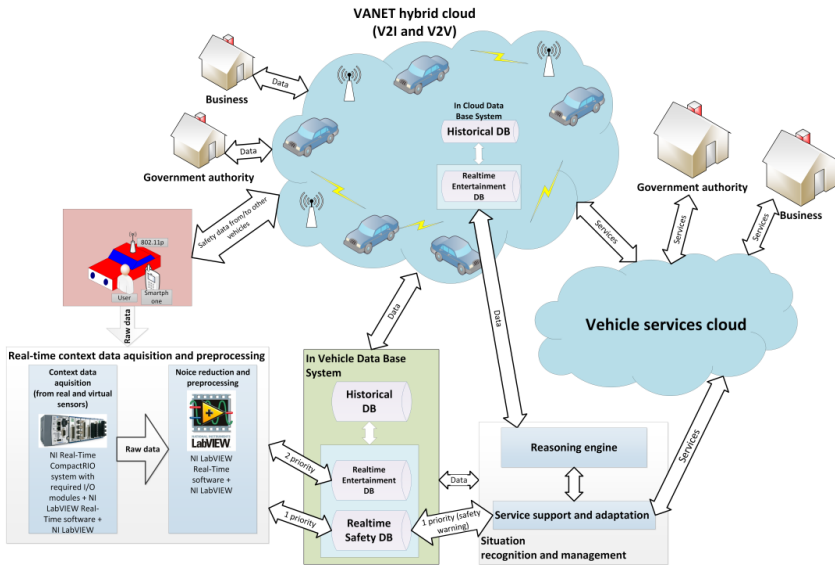 VANET hybrid cloud
(V2I and V2V)
Data
Business
Data
Government authority
In Cloud Data
Base System
Historical DB
Realtime
Entertainment
DB
Government authority
Business
Safety data from/to other
vehicles
Services
Services
Services
802.11p
User
Smartph
one
Raw data
Data
Data
Vehicle services cloud
Real-time context data aquisition and preprocessing
Context data
aquisition
(from real and virtual
sensors)
NI Real-Time
CompactRIO
system with
required I/O
modules + NI
LabVIEW Real-
Time software +
NI LabVIEW
Raw data
Noice reduction and
preprocessing
NATIONAL INSTRUMENTS
LabVIEW
NI LabVIEW
Real-Time
software +
NI LabVIEW
In Vehicle Data Base
System
Historical
DB
Realtime
Entertainment
DB
Realtime
Safety DB
2 priority
1 priority
Data
1 priority (safety
warning)
Reasoning engine
Service support and adaptation
Situation
recognition and management
Services